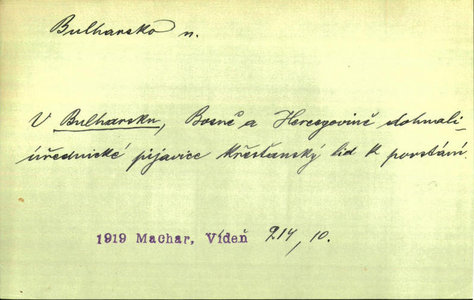 Bulharsko n.
V Bulharsku, Bosně a Hercegovině dohnali
úřednické pijavice křesťanský lid k povstání
1919 Machar, Vídeň 214, 10.